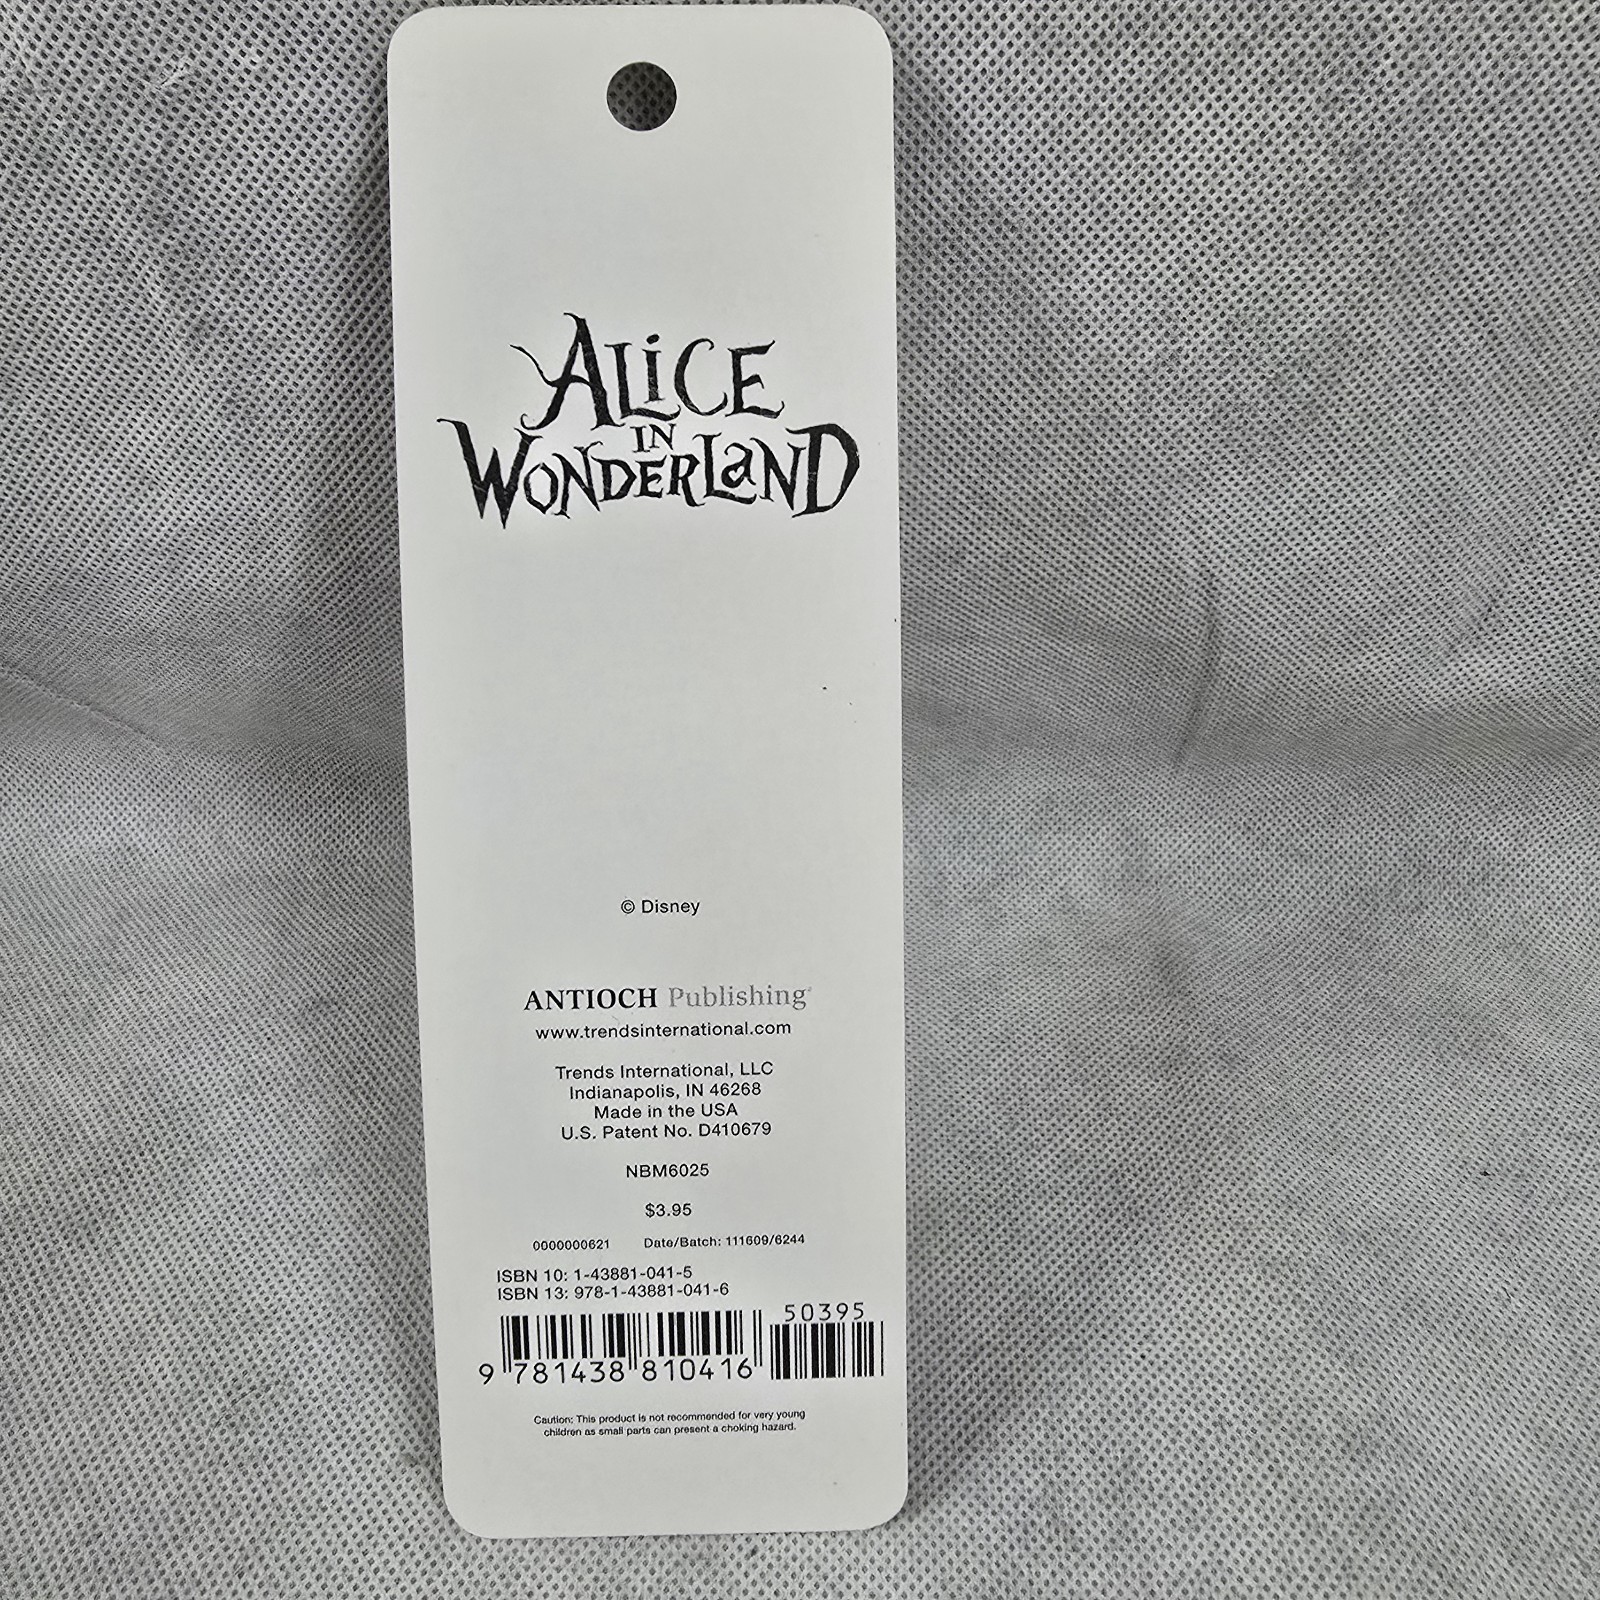 ALiCE
IN
WONDERLaND
© Disney
ANTIOCH Publishing
www.trendsinternational.com
Trends International, LLC
Indianapolis, IN 46268
Made in the USA
U.S. Patent No. D410679
NBM6025
$3.95
0000000621 Date/Batch: 111609/6244
ISBN 10: 1-43881-041-5
ISBN 13: 978-1-43881-041-6
50395
9 781438 810416
Caution: This product is not recommended for very young
children as small parts can present a choking hazard.